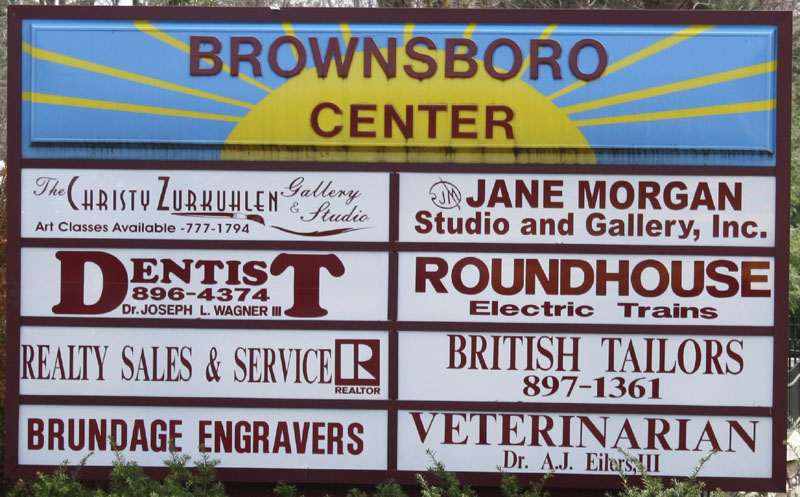 BROWNSBORO
CENTER
The CHRISTY ZURKUHLEN Gallery & Studio
Art Classes Available -777-1794
RJM JANE MORGAN
Studio and Gallery, Inc.
DENTIST
896-4374
Dr. JOSEPH L. WAGNER III
ROUNDHOUSE
Electric Trains
REALTY SALES & SERVICE R
REALTOR
BRITISH TAILORS
897-1361
BRUNDAGE ENGRAVERS
VETERINARIAN
Dr. A.J. Eilers, III